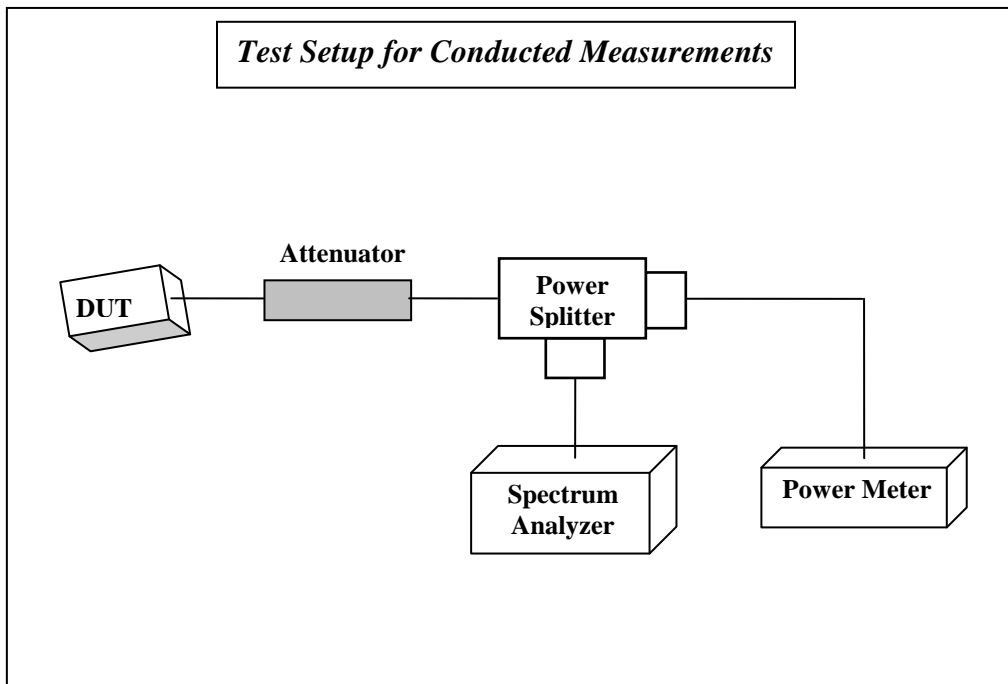 Test Setup for Conducted Measurements
Attenuator
DUT
Power
Splitter
Spectrum
Analyzer
Power Meter